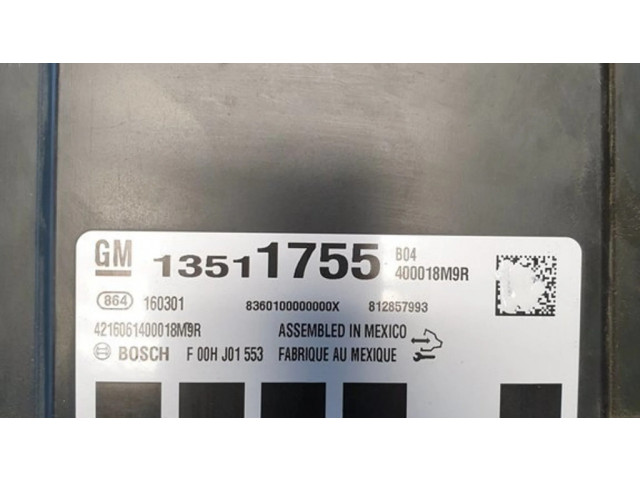 GM 13511755 B04
400018M9R
864 160301 8360100000000X 812857993
4216061400018M9R ASSEMBLED IN MEXICO
BOSCH F 00H J01 553 FABRIQUE AU MEXIQUE